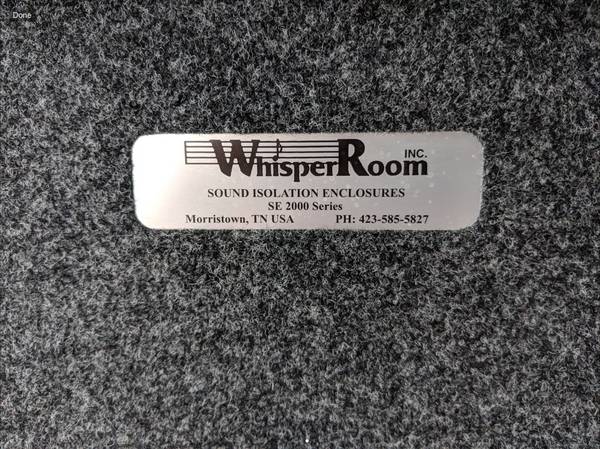 Done
WhisperRoom INC.
SOUND ISOLATION ENCLOSURES
SE 2000 Series
Morristown, TN USA PH: 423-585-5827